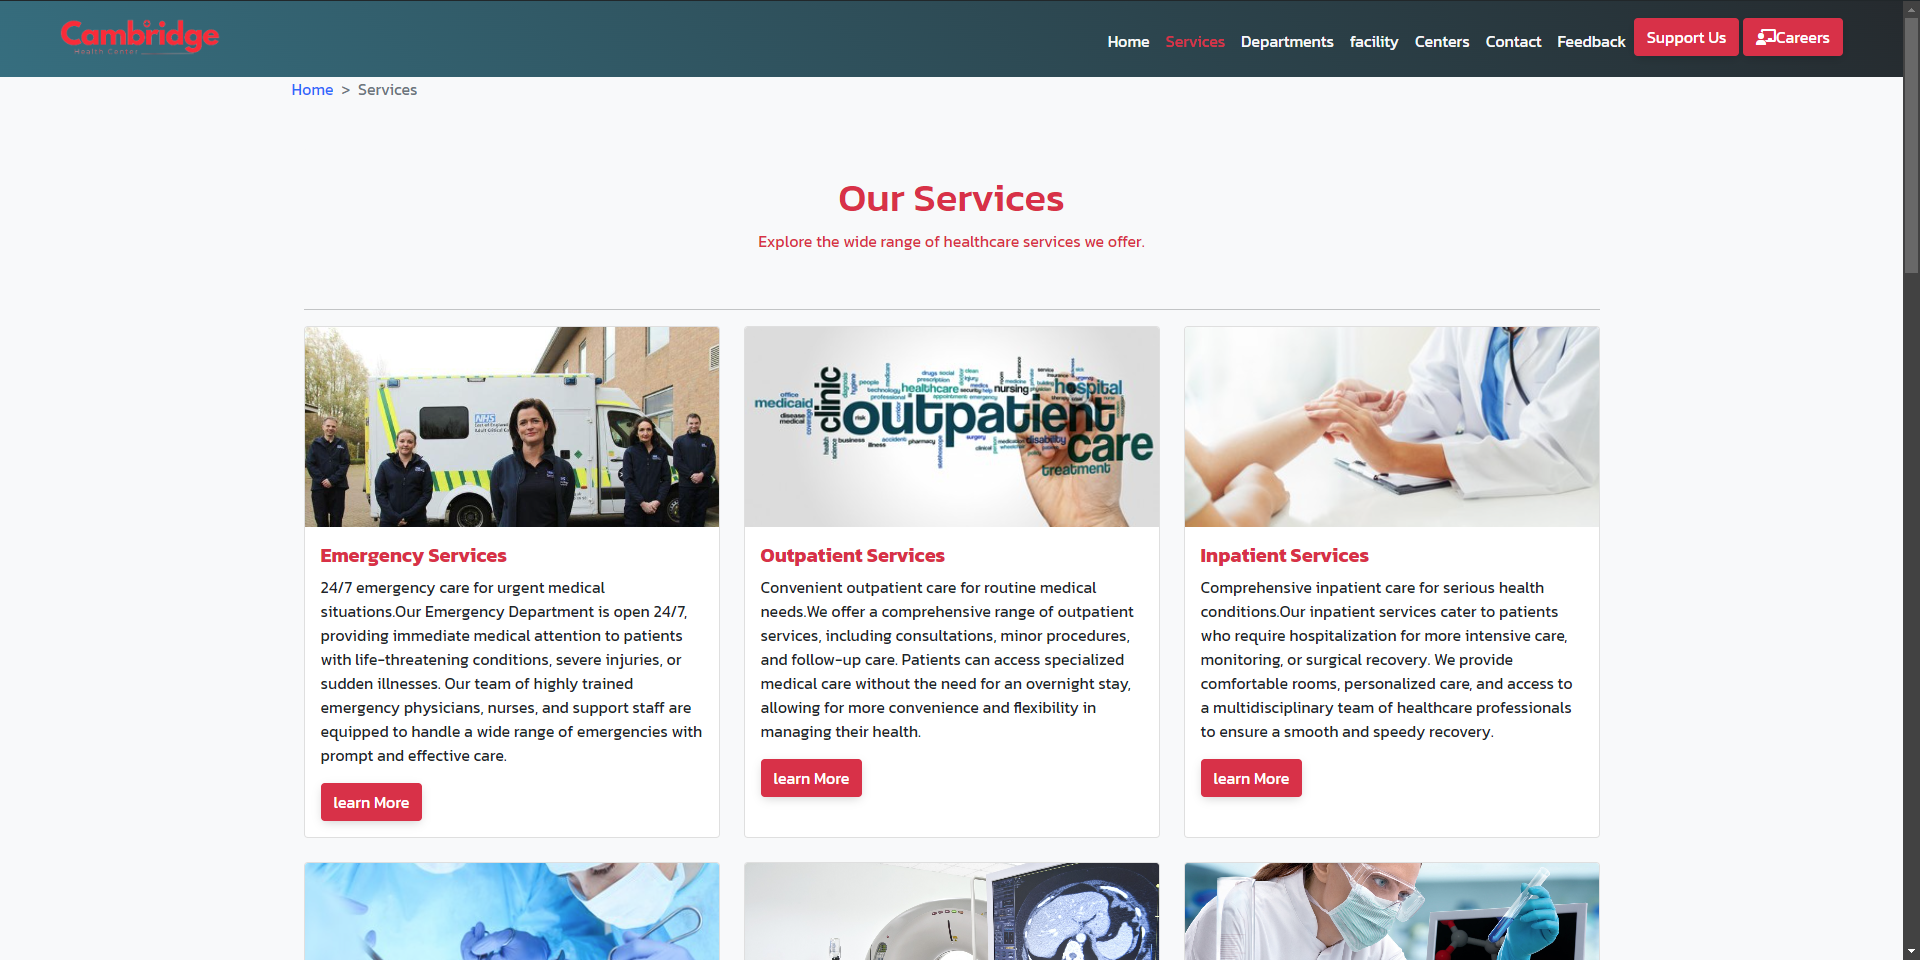 Cambridge
Health Center
Home
Services
Departments
facility
Centers
Contact
Feedback
Support Us
Careers
Home > Services
Our Services
Explore the wide range of healthcare services we offer.
NHS
clinic
outpatient
care
hospital
healthcare
nursing
medicaid
treatment
disability
Emergency Services
24/7 emergency care for urgent medical
situations.Our Emergency Department is open 24/7,
providing immediate medical attention to patients
with life-threatening conditions, severe injuries, or
sudden illnesses. Our team of highly trained
emergency physicians, nurses, and support staff are
equipped to handle a wide range of emergencies with
prompt and effective care.
learn More
Outpatient Services
Convenient outpatient care for routine medical
needs.We offer a comprehensive range of outpatient
services, including consultations, minor procedures,
and follow-up care. Patients can access specialized
medical care without the need for an overnight stay,
allowing for more convenience and flexibility in
managing their health.
learn More
Inpatient Services
Comprehensive inpatient care for serious health
conditions.Our inpatient services cater to patients
who require hospitalization for more intensive care,
monitoring, or surgical recovery. We provide
comfortable rooms, personalized care, and access to
a multidisciplinary team of healthcare professionals
to ensure a smooth and speedy recovery.
learn More